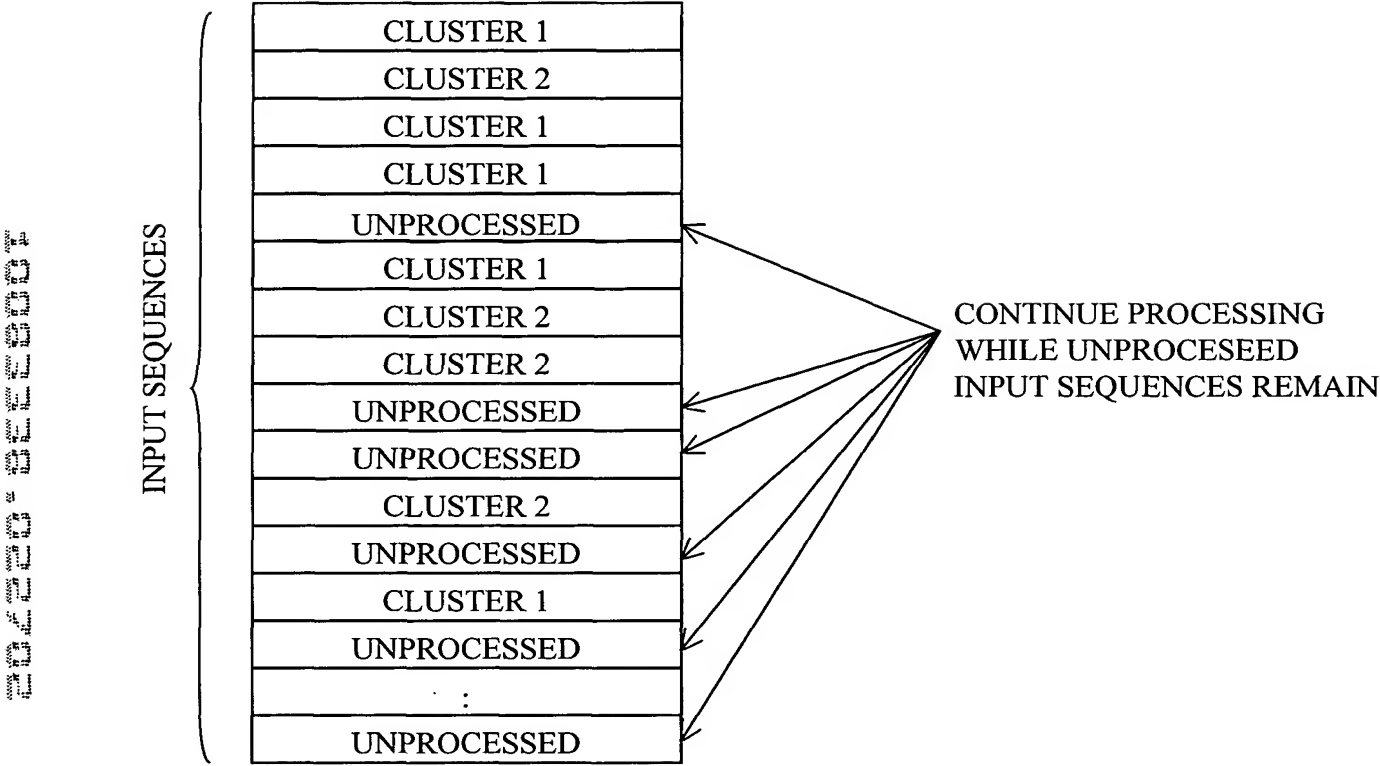 CLUSTER 1
CLUSTER 2
CLUSTER 1
CLUSTER 1
UNPROCESSED
CLUSTER 1
CLUSTER 2
CLUSTER 2
UNPROCESSED
UNPROCESSED
CLUSTER 2
UNPROCESSED
CLUSTER 1
UNPROCESSED
:
UNPROCESSED
INPUT SEQUENCES
CONTINUE PROCESSING
WHILE UNPROCESEED
INPUT SEQUENCES REMAIN